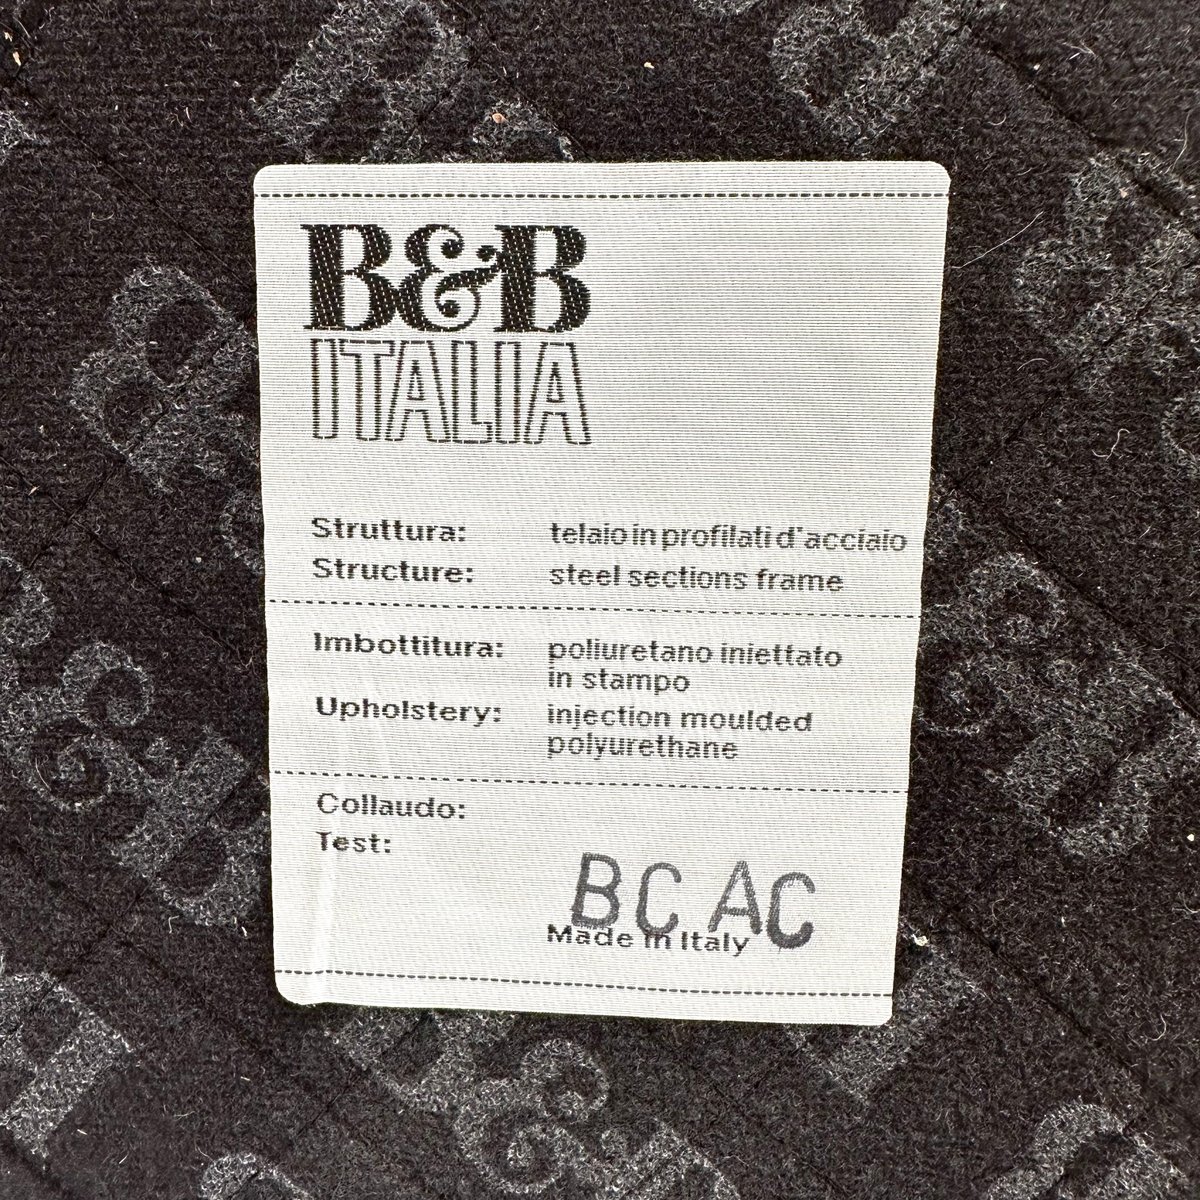 B&B
ITALIA
Struttura: telaio in profilati d'acciaio
Structure: steel sections frame
Imbottitura: poliuretano iniettato
in stampo
Upholstery: injection moulded
polyurethane
Collaudo:
Test:
BC AC
Made in Italy